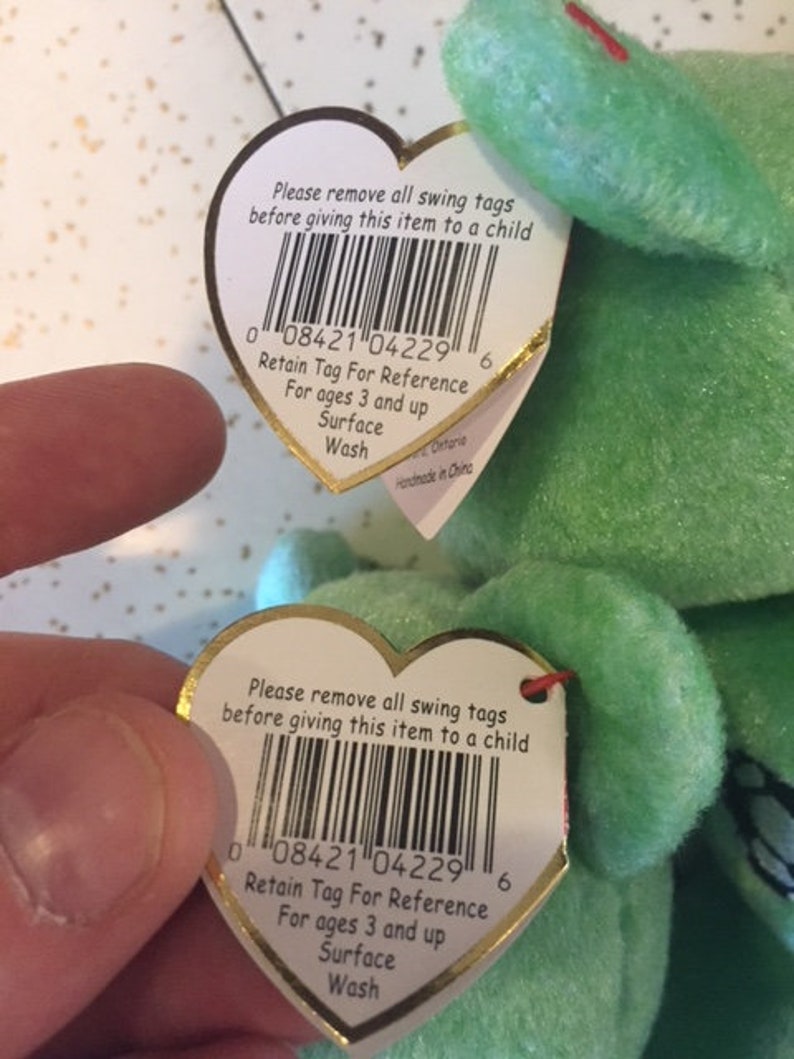 Please remove all swing tags
before giving this item to a child
0 08421 04229 6
Retain Tag For Reference
For ages 3 and up
Surface
Wash
Ontario
Handmade in China
Please remove all swing tags
before giving this item to a child
0 08421 04229 6
Retain Tag For Reference
For ages 3 and up
Surface
Wash